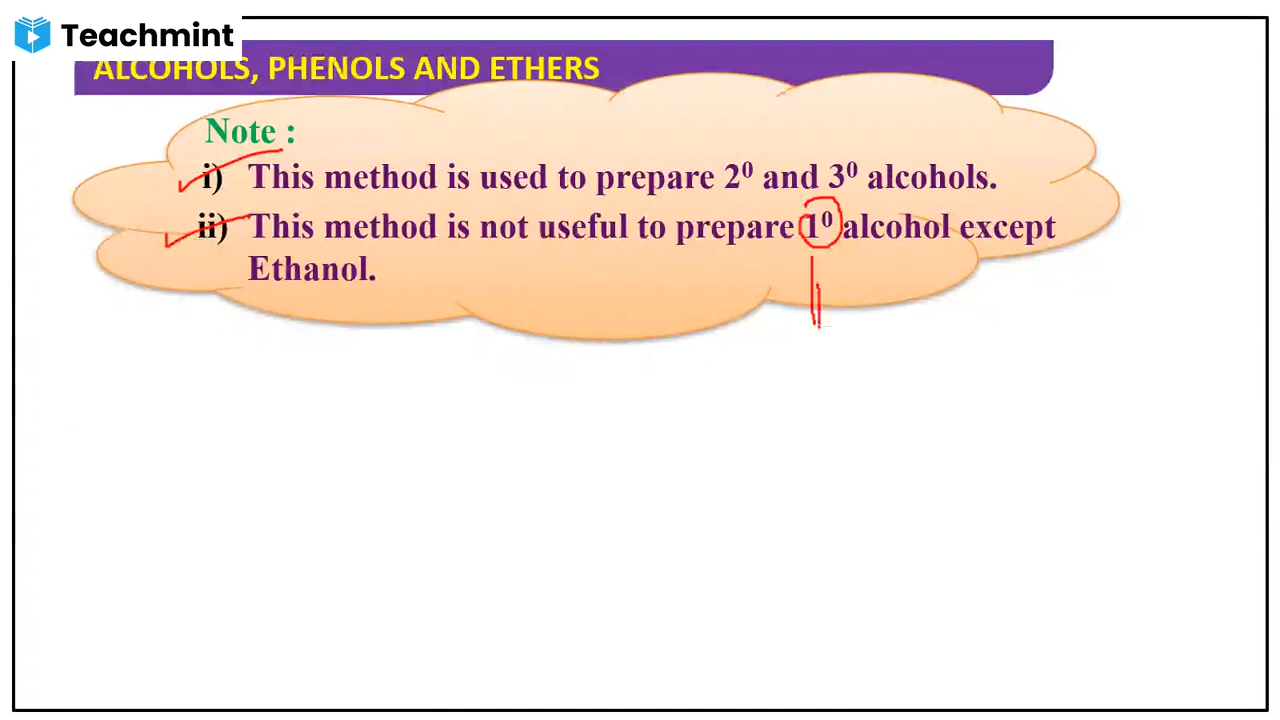 Teachmint
ALCOHOLS, PHENOLS AND ETHERS
Note :
i) This method is used to prepare 2⁰ and 3⁰ alcohols.
ii) This method is not useful to prepare 1⁰ alcohol except
Ethanol.